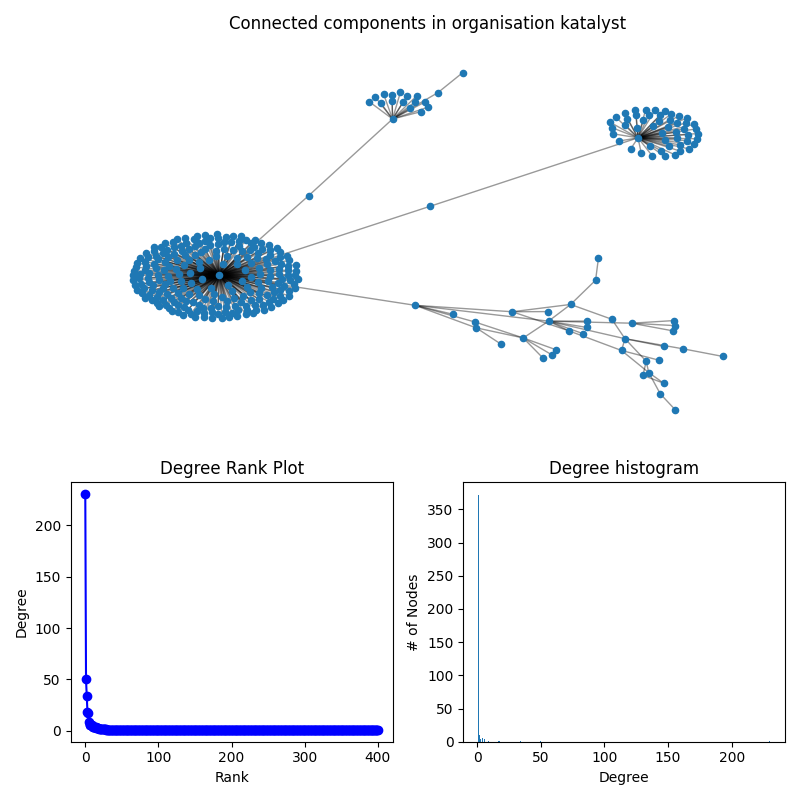 Connected components in organisation katalyst
Degree Rank Plot
Degree
200
150
100
50
0
0 100 200 300 400
Rank
Degree histogram
# of Nodes
350
300
250
200
150
100
50
0
0 50 100 150 200
Degree